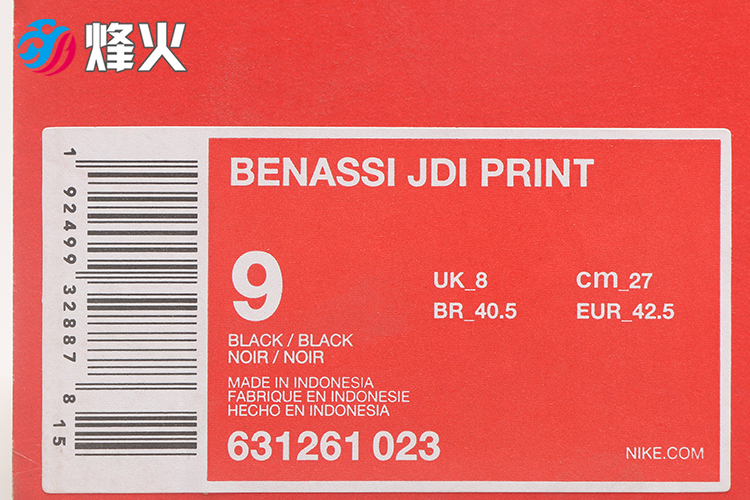 烽火
BENASSI JDI PRINT
9
UK_8
cm_27
BR_40.5
EUR_42.5
BLACK / BLACK
NOIR / NOIR
MADE IN INDONESIA
FABRIQUE EN INDONESIE
HECHO EN INDONESIA
631261 023
NIKE.COM
1 92499 32887 8 15